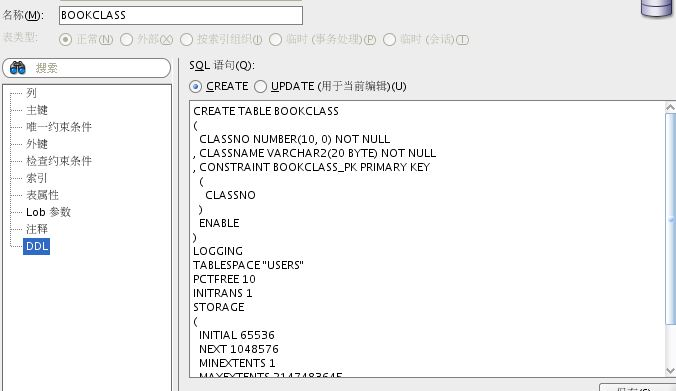 名称(M): BOOKCLASS
表类型: 正常(N) 外部(X) 按索引组织(I) 临时 (事务处理)(P) 临时 (会话)(T)
搜索
SQL 语句(Q):
CREATE UPDATE (用于当前编辑)(U)
列
主键
唯一约束条件
外键
检查约束条件
索引
表属性
Lob 参数
注释
DDL
CREATE TABLE BOOKCLASS
(
CLASSNO NUMBER(10, 0) NOT NULL
, CLASSNAME VARCHAR2(20 BYTE) NOT NULL
, CONSTRAINT BOOKCLASS_PK PRIMARY KEY
(
CLASSNO
)
ENABLE
)
LOGGING
TABLESPACE "USERS"
PCTFREE 10
INITRANS 1
STORAGE
(
INITIAL 65536
NEXT 1048576
MINEXTENTS 1
MAXEXTENTS